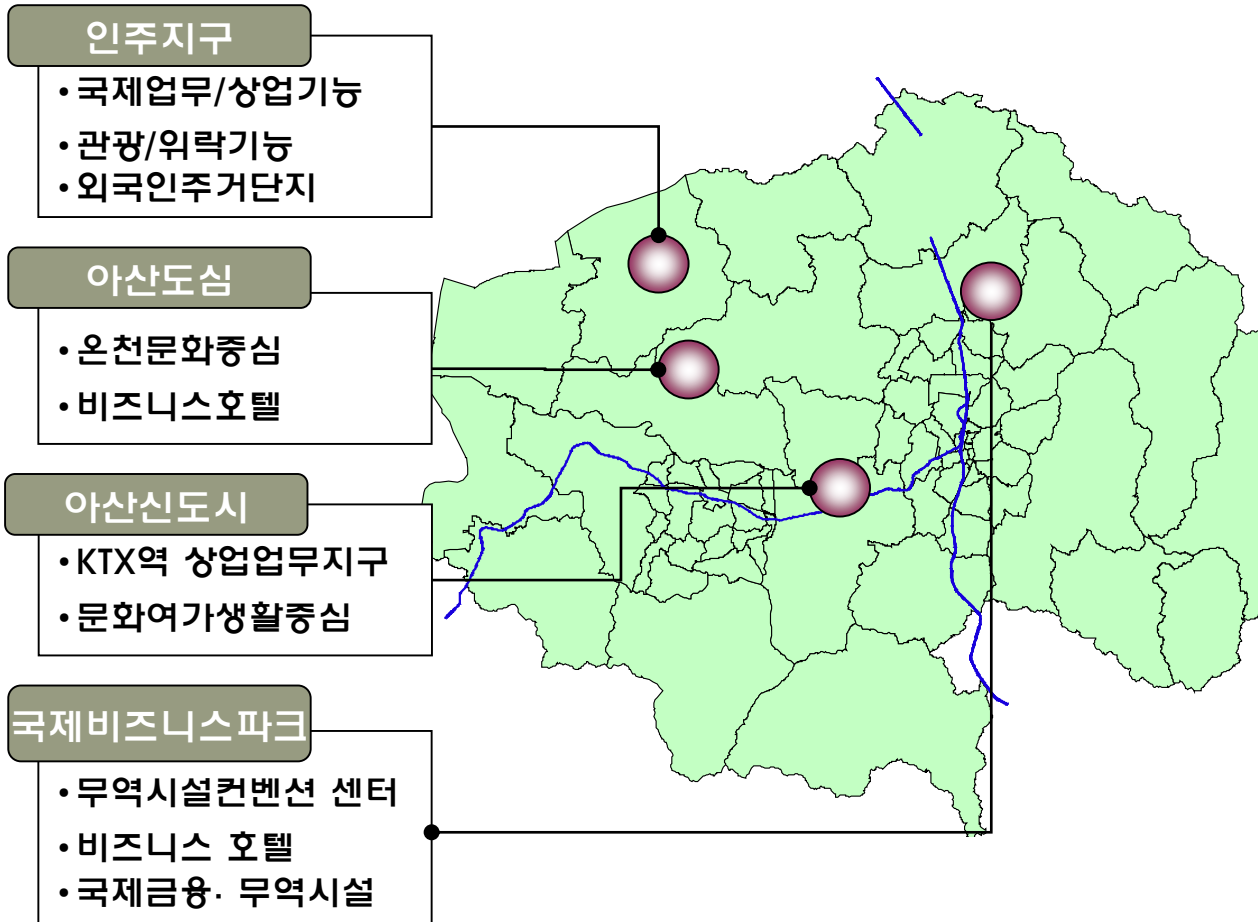 인주지구
• 국제업무/상업기능
• 관광/위락기능
• 외국인주거단지
아산도심
• 온천문화중심
• 비즈니스호텔
아산신도시
• KTX역 상업업무지구
• 문화여가생활중심
국제비즈니스파크
• 무역시설컨벤션 센터
• 비즈니스 호텔
• 국제금융· 무역시설